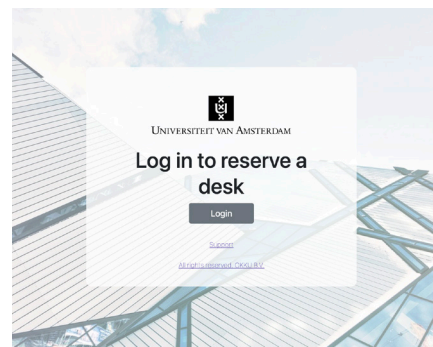 UNIVERSITEIT VAN AMSTERDAM
Log in to reserve a
desk
Login
Support
All rights reserved. CKKU B.V.